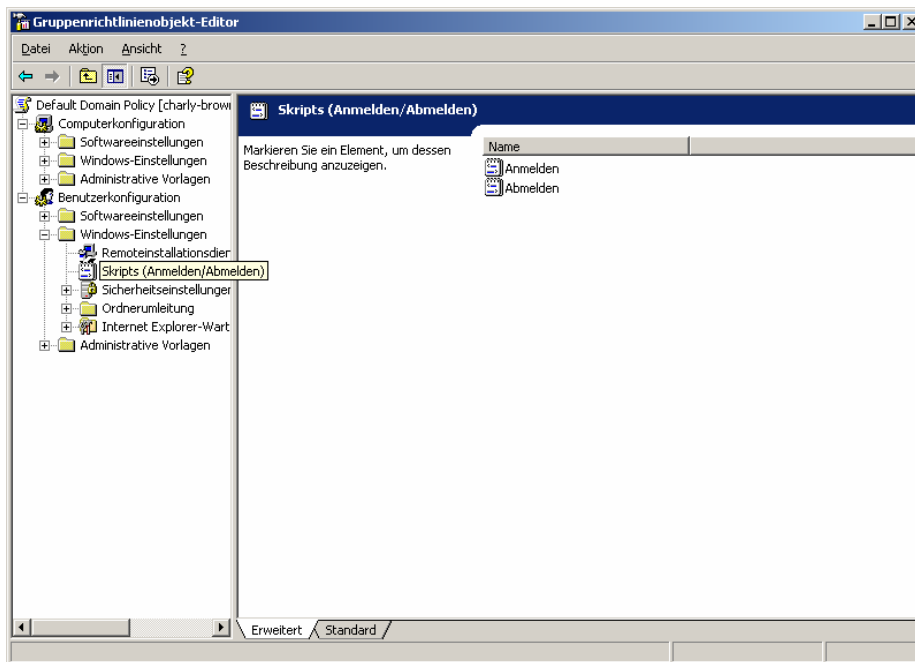 Gruppenrichtlinienobjekt-Editor
Datei Aktion Ansicht ?
Default Domain Policy [charly-brow
Computerkonfiguration
Softwareeinstellungen
Windows-Einstellungen
Administrative Vorlagen
Benutzerkonfiguration
Softwareeinstellungen
Windows-Einstellungen
Remoteinstallationsdien
Skripts (Anmelden/Abmelden)
Sicherheitseinstellunger
Ordnerumleitung
Internet Explorer-Wart
Administrative Vorlagen
Skripts (Anmelden/Abmelden)
Markieren Sie ein Element, um dessen
Beschreibung anzuzeigen.
Name
Anmelden
Abmelden
Erweitert Standard